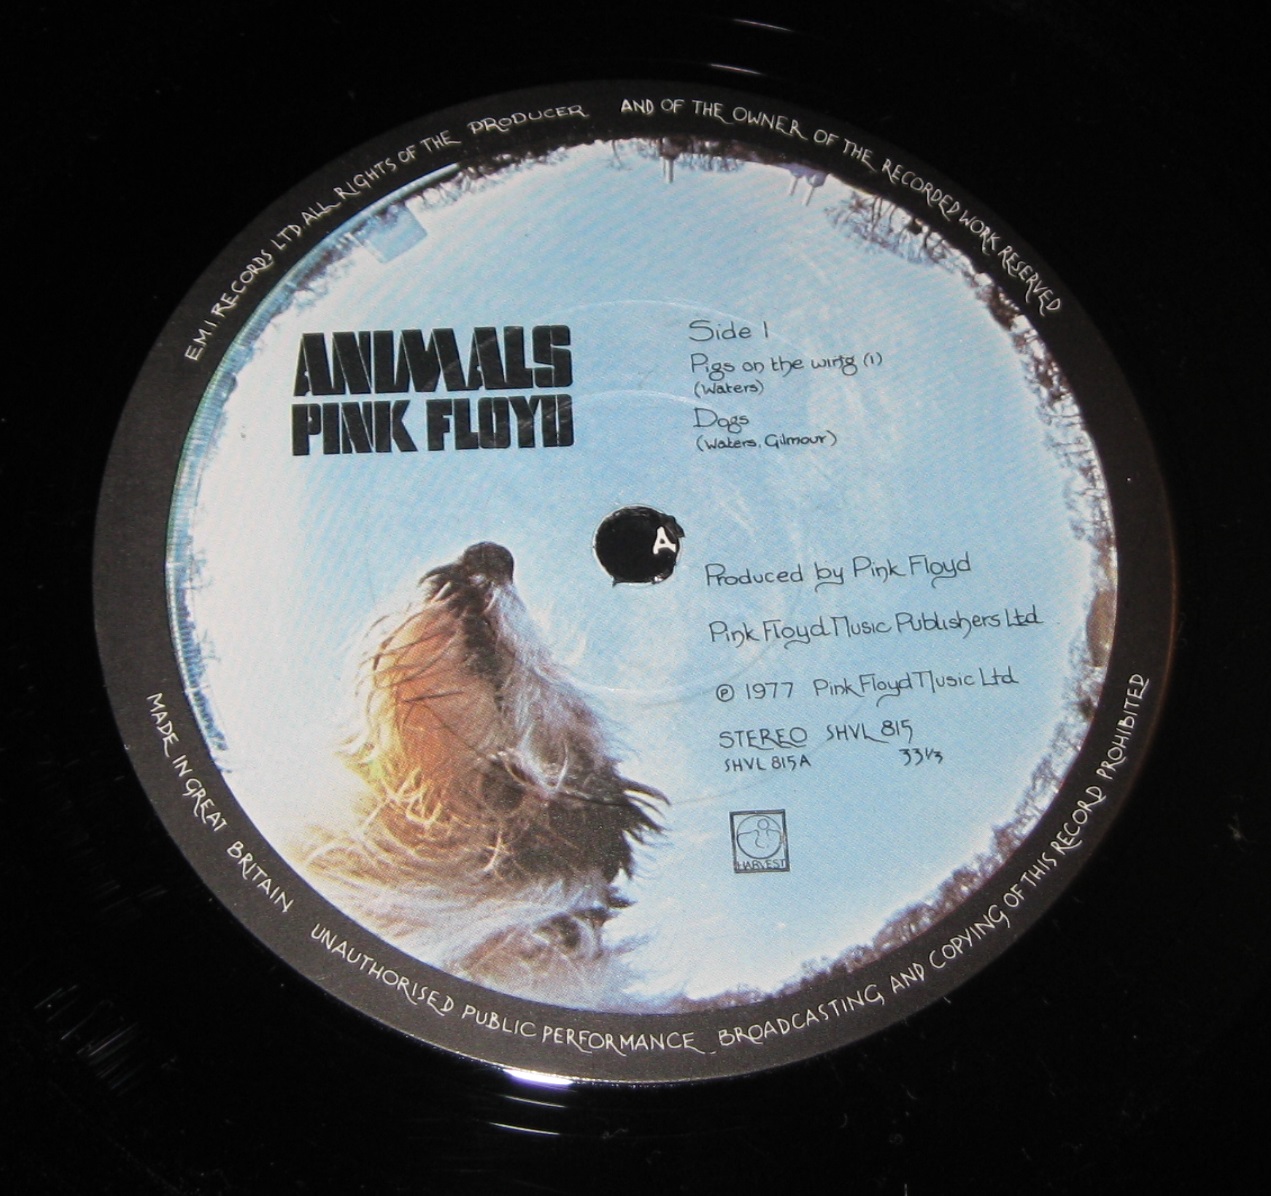 EMI RECORDS LTD. ALL RIGHTS OF THE PRODUCER AND OF THE OWNER OF THE RECORDED WORK RESERVED
ANIMALS
PINK FLOYD
Side 1
Pigs on the wing (1)
(Waters)
Dogs
(Waters, Gilmour)
A
Produced by Pink Floyd
Pink Floyd Music Publishers Ltd
℗ 1977 Pink Floyd Music Ltd
STEREO SHVL 815
SHVL 815A 33⅓
HARVEST
MADE IN GREAT BRITAIN UNAUTHORISED PUBLIC PERFORMANCE BROADCASTING AND COPYING OF THIS RECORD PROHIBITED